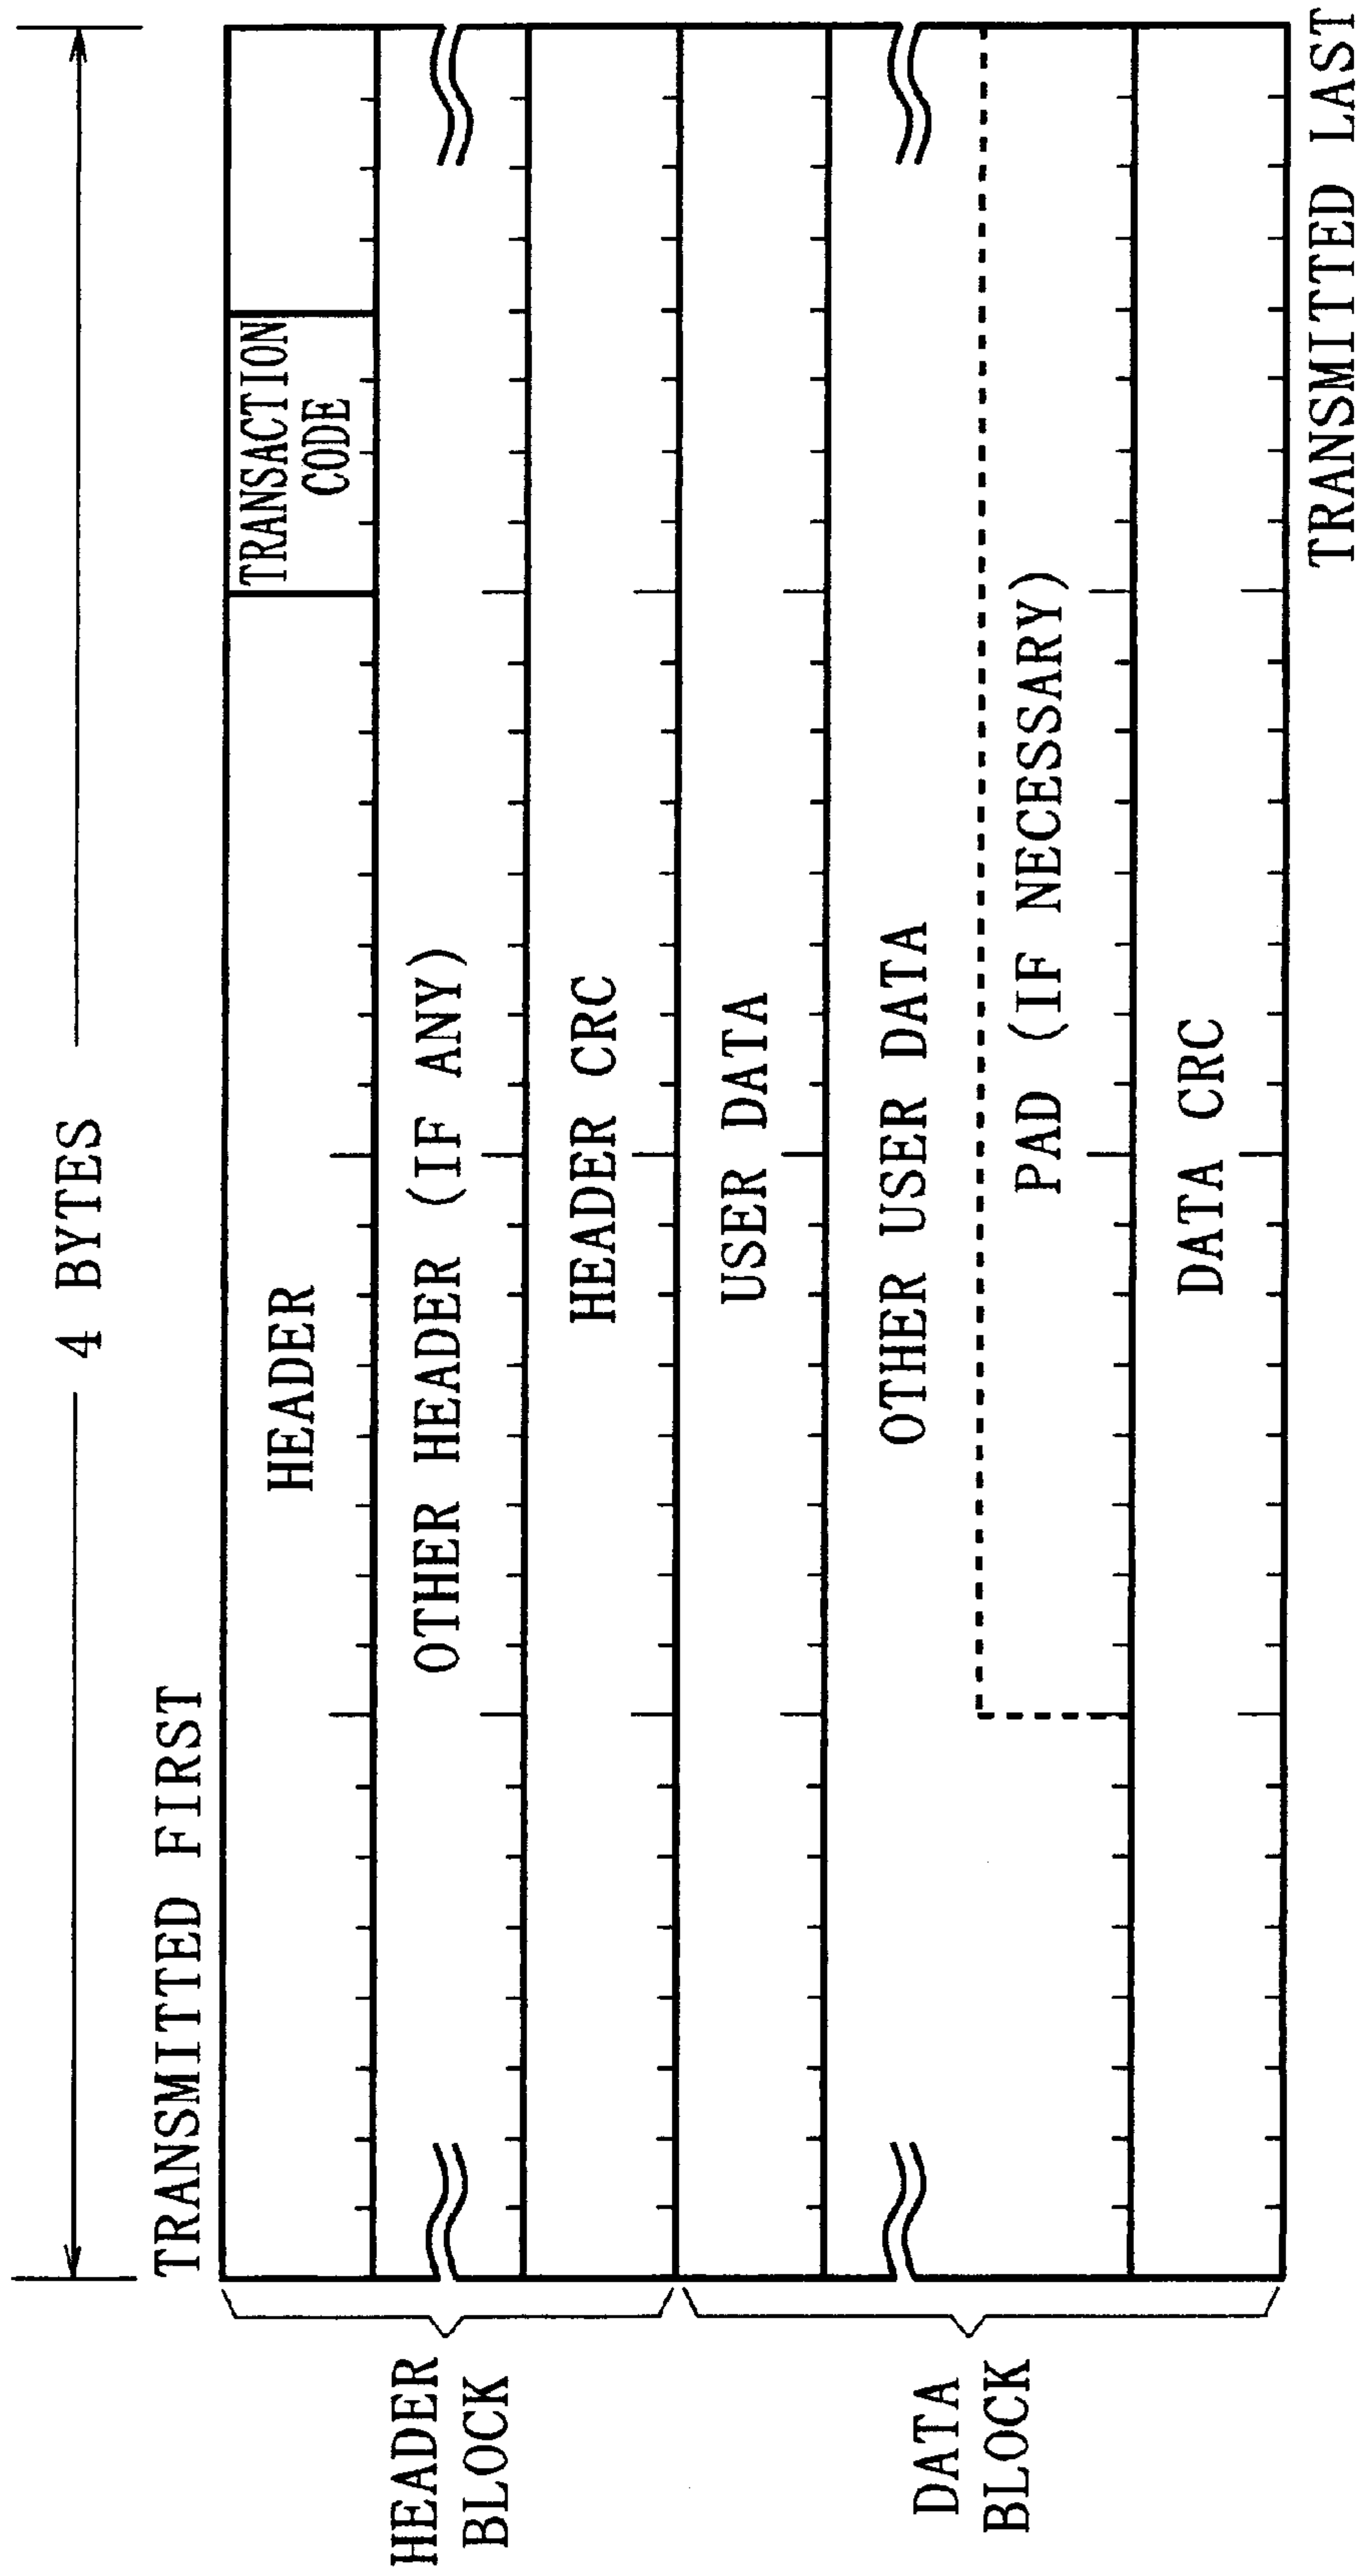 4 BYTES
TRANSMITTED FIRST
HEADER
TRANSACTION
CODE
OTHER HEADER (IF ANY)
HEADER CRC
HEADER
BLOCK
USER DATA
OTHER USER DATA
PAD (IF NECESSARY)
DATA CRC
DATA
BLOCK
TRANSMITTED LAST